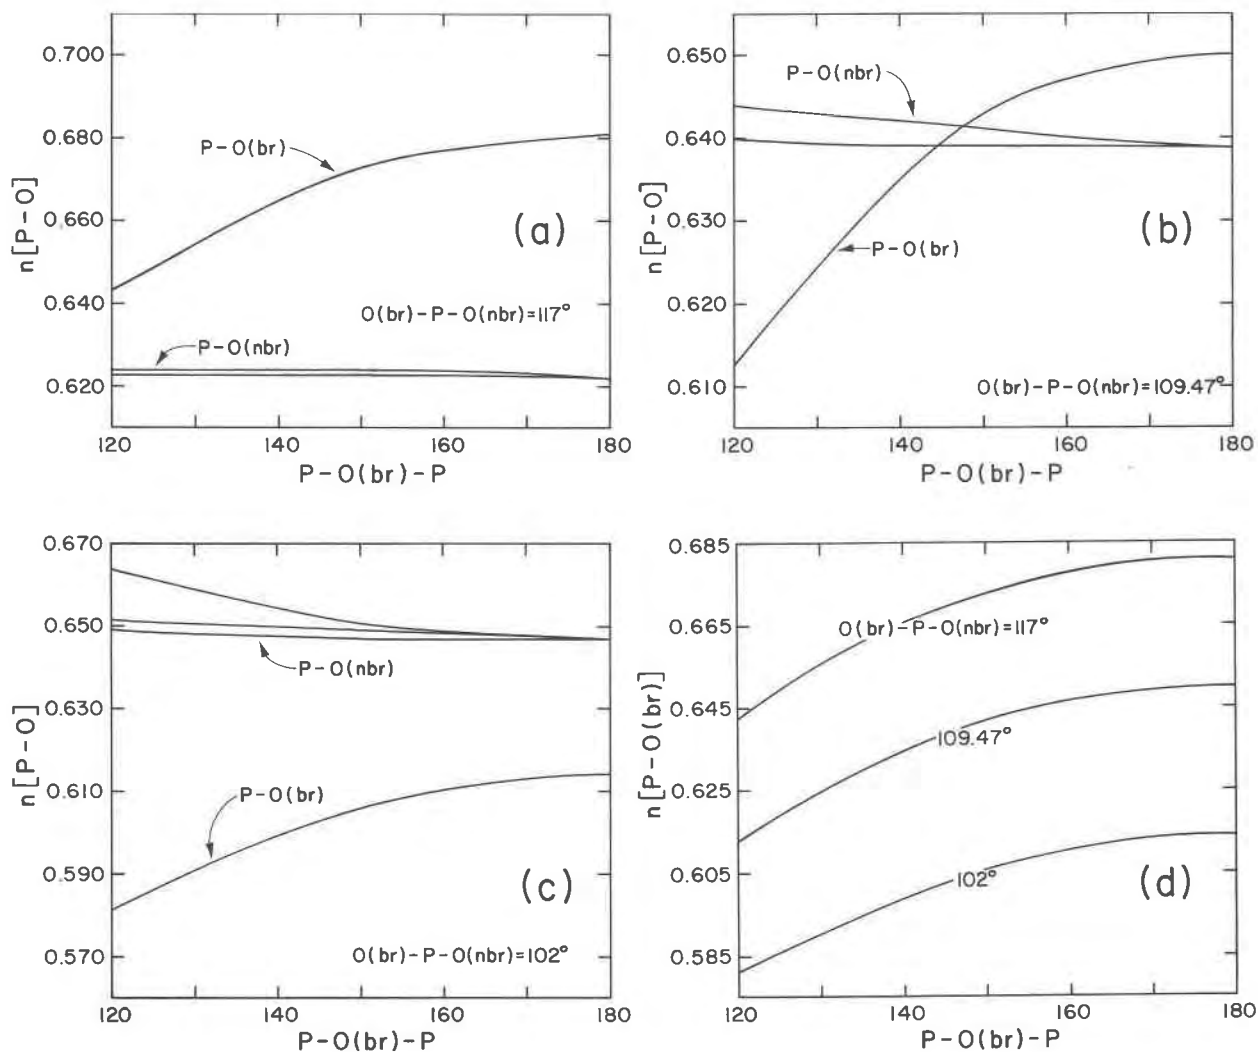 0.700
0.680
0.660
0.640
0.620
n[P-O]
P-O(br)
(a)
O(br)-P-O(nbr)=117°
P-O(nbr)
120
140
160
180
P-O(br)-P
0.650
0.640
0.630
0.620
0.610
n[P-O]
P-O(nbr)
(b)
P-O(br)
O(br)-P-O(nbr)=109.47°
120
140
160
180
P-O(br)-P
0.670
0.650
0.630
0.610
0.590
0.570
n[P-O]
P-O(nbr)
P-O(br)
(c)
O(br)-P-O(nbr)=102°
120
140
160
180
P-O(br)-P
0.685
0.665
0.645
0.625
0.605
0.585
n[P-O(br)]
O(br)-P-O(nbr)=117°
109.47°
102°
(d)
120
140
160
180
P-O(br)-P